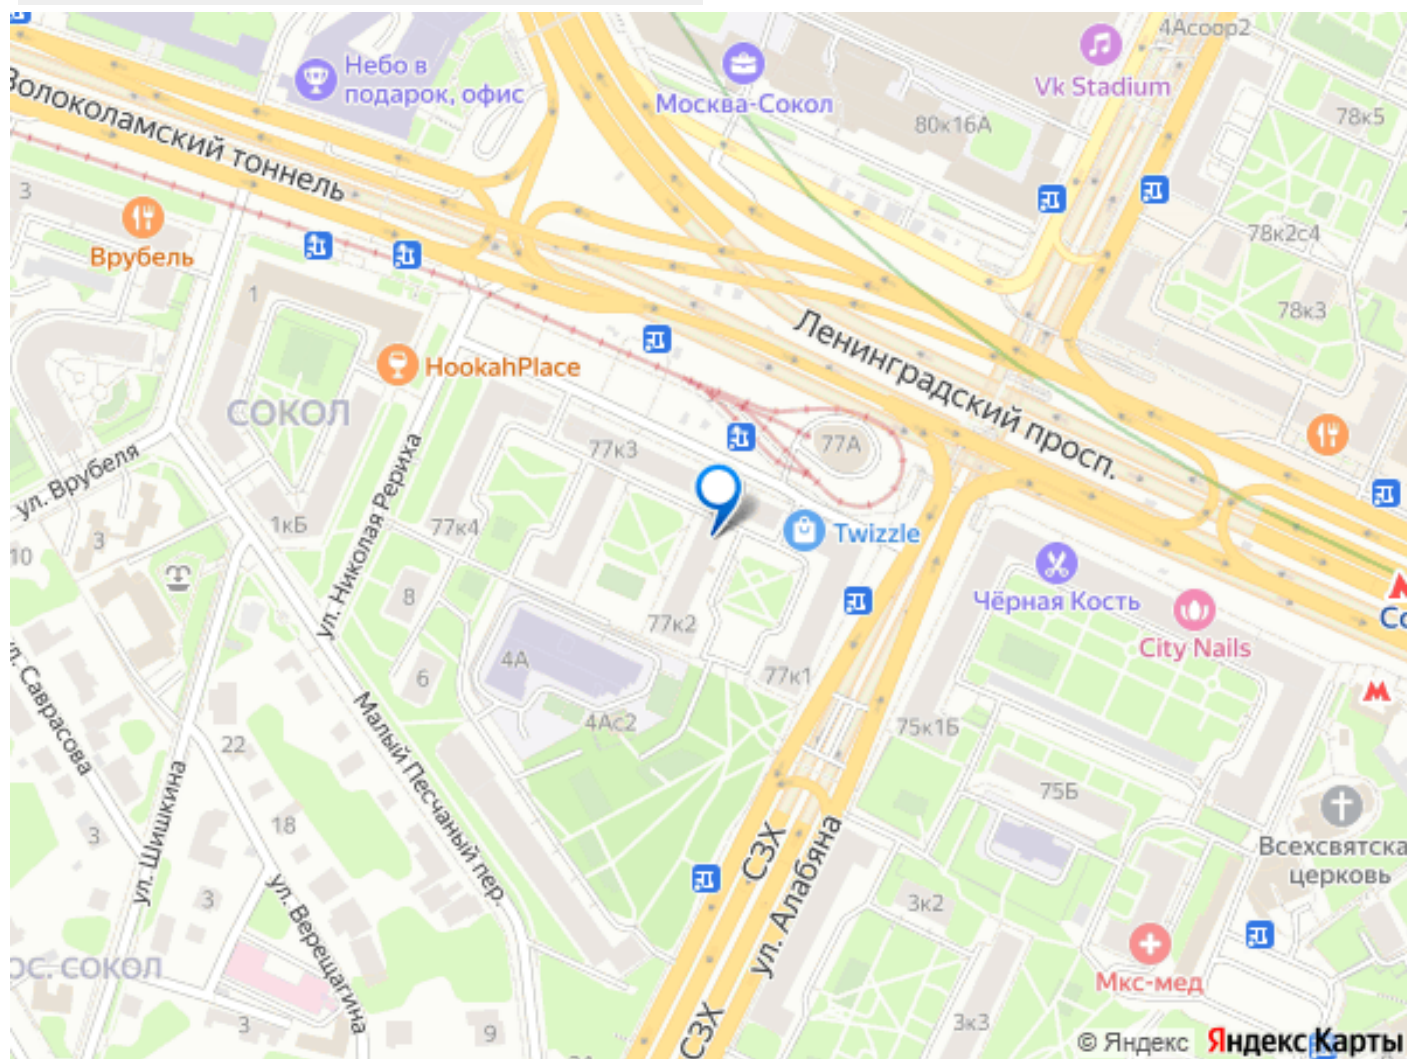 4Асоор2
Небо в
подарок, офис
Москва-Сокол
Vk Stadium
80к16А
78к5
Волоколамский тоннель
3
Врубель
78к2с4
1
78к3
Ленинградский просп.
HookahPlace
СОКОЛ
77А
77к3
ул. Врубеля
ул. Николая Рериха
1кБ
77к4
Twizzle
3
10
Чёрная Кость
8
City Nails
77к2
4А
77к1
6
4Ас2
75к1Б
ул. Саврасова
22
Малый Песчаный пер.
75Б
ул. Шишкина
18
3
СЗХ
ул. Алабяна
Всехсвятска
церковь
3
ул. Верещагина
3к2
ОС. СОКОЛ
Мкс-мед
3
9
СЗХ
3к3
© Яндекс Яндекс Карты